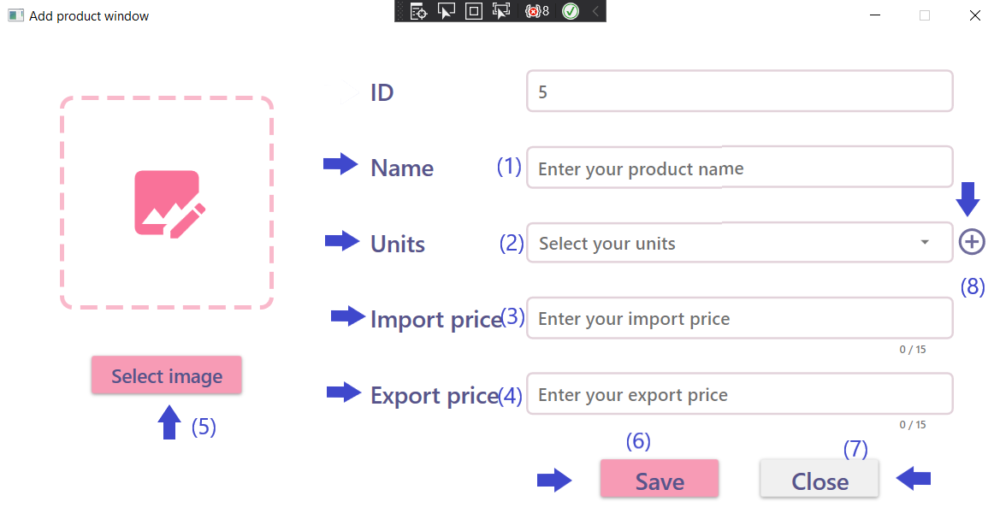 Add product window
8
ID
5
Name
(1)
Enter your product name
Units
(2)
Select your units
(8)
Import price
(3)
Enter your import price
0 / 15
Select image
(5)
Export price
(4)
Enter your export price
0 / 15
(6)
(7)
Save
Close